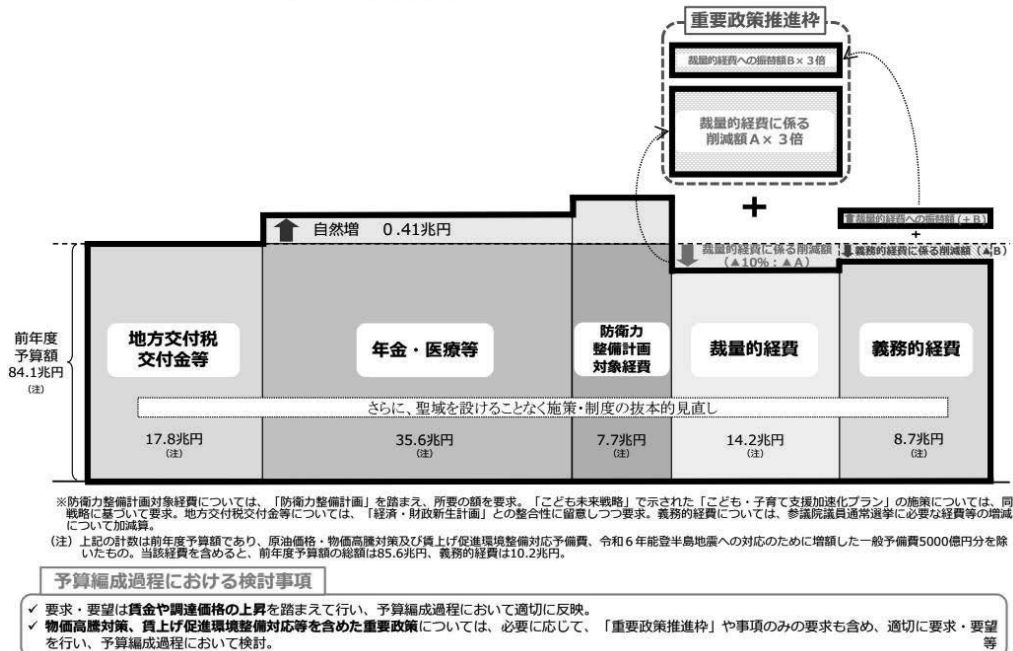 重要政策推進枠
裁量的経費への振替額B×3倍
裁量的経費に係る
削減額A×3倍
+
裁量的経費への振替額(+B)
+
自然増 0.41兆円
裁量的経費に係る削減額
(▲10%:▲A)
義務的経費に係る削減額(▲B)
前年度
予算額
84.1兆円
(注)
地方交付税
交付金等
年金・医療等
防衛力
整備計画
対象経費
裁量的経費
義務的経費
さらに、聖域を設けることなく施策・制度の抜本的見直し
17.8兆円
(注)
35.6兆円
(注)
7.7兆円
(注)
14.2兆円
(注)
8.7兆円
(注)
※防衛力整備計画対象経費については、「防衛力整備計画」を踏まえ、所要の額を要求。「こども未来戦略」で示された「こども・子育て支援加速化プラン」の施策については、同
戦略に基づいて要求。地方交付税交付金等については、「経済・財政新生計画」との整合性に留意しつつ要求。義務的経費については、参議院議員通常選挙に必要な経費等の増減
について加減算。
(注)上記の計数は前年度予算額であり、原油価格・物価高騰対策及び賃上げ促進環境整備対応予備費、令和6年能登半島地震への対応のために増額した一般予備費5000億円分を除
いたもの。当該経費を含めると、前年度予算額の総額は85.6兆円、義務的経費は10.2兆円。
予算編成過程における検討事項
✓ 要求・要望は賃金や調達価格の上昇を踏まえて行い、予算編成過程において適切に反映。
✓ 物価高騰対策、賃上げ促進環境整備対応等を含めた重要政策については、必要に応じて、「重要政策推進枠」や事項のみの要求も含め、適切に要求・要望
を行い、予算編成過程において検討。 等